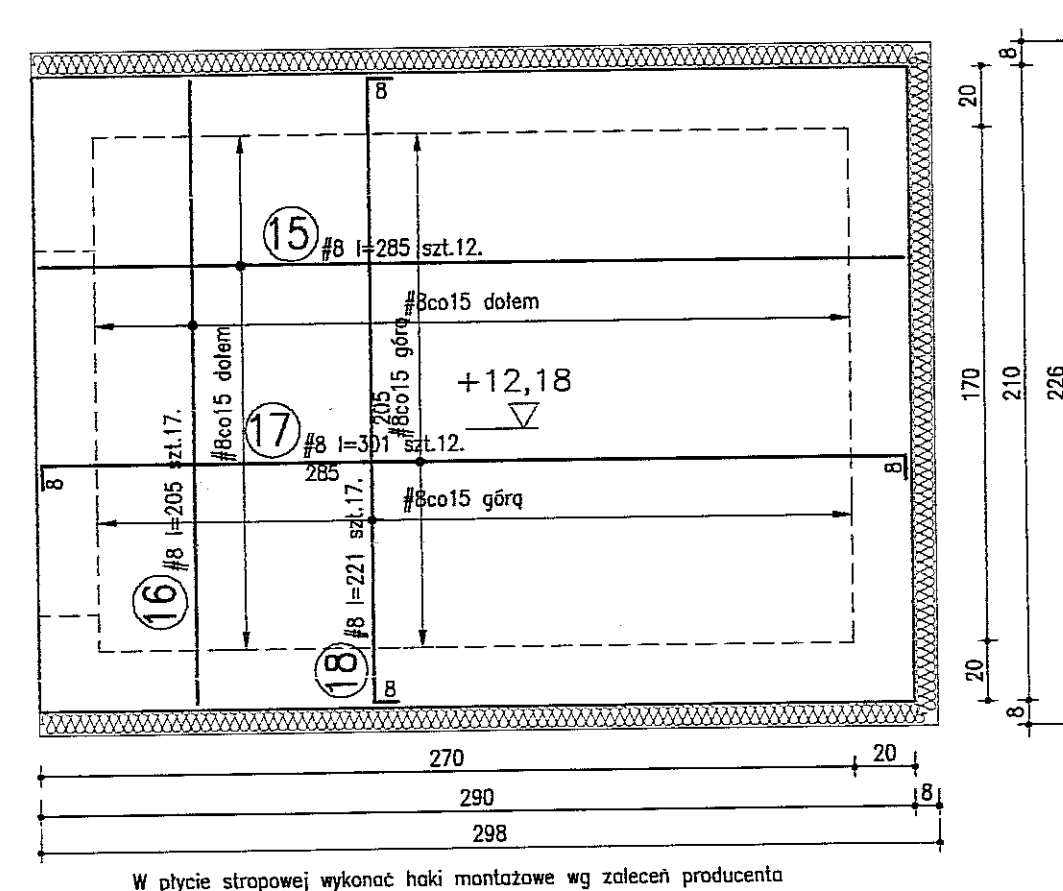 8
8
20
15 #8 l=285 szt.12.
#8co15 dołem
#8co15 dołem
#8co15 górą
205
+12,18
170
210
226
17 #8 l=301 szt.12.
285
8
8
#8co15 górą
16 #8 l=205 szt.17.
18 #8 l=221 szt.17.
8
20
8
270
20
290
8
298
W płycie stropowej wykonać haki montażowe wg zaleceń producenta